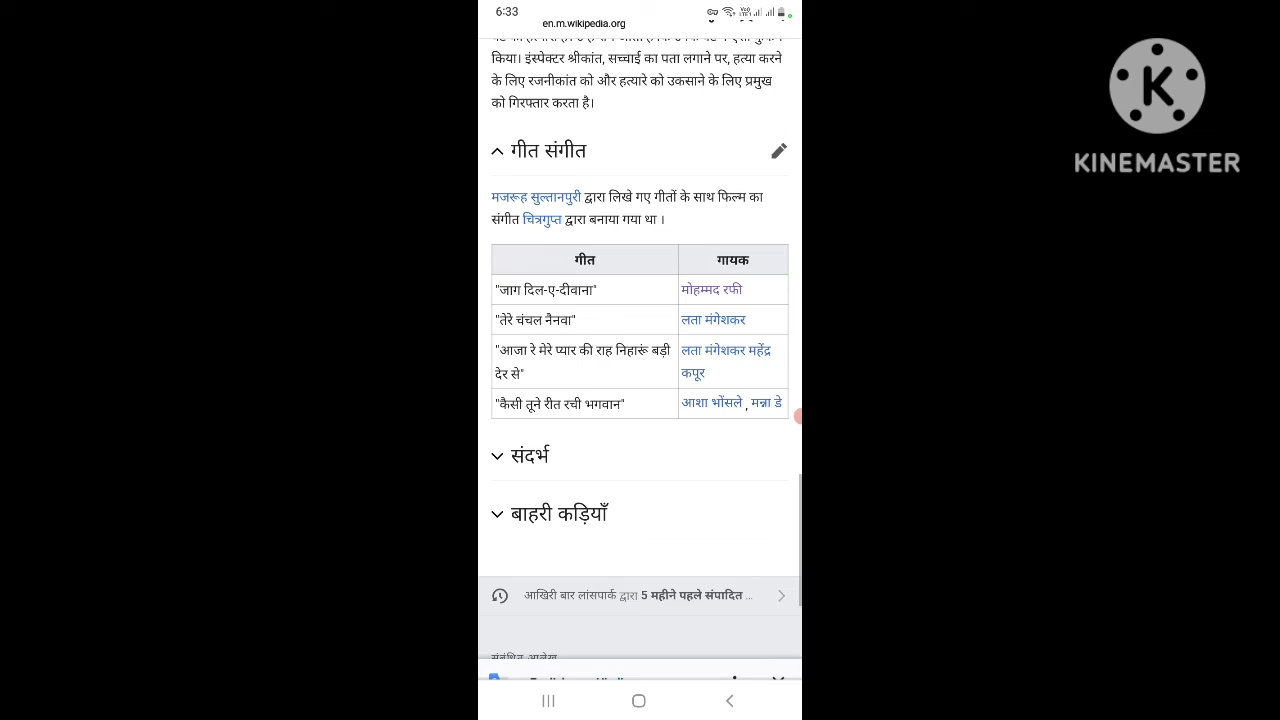 6:33
en.m.wikipedia.org
किया। इंस्पेक्टर श्रीकांत, सच्चाई का पता लगाने पर, हत्या करने
के लिए रजनीकांत को और हत्यारे को उकसाने के लिए प्रमुख
को गिरफ्तार करता है।
गीत संगीत
मजरूह सुल्तानपुरी द्वारा लिखे गए गीतों के साथ फिल्म का
संगीत चित्रगुप्त द्वारा बनाया गया था ।
गीत गायक
"जाग दिल-ए-दीवाना" मोहम्मद रफी
"तेरे चंचल नैनवा" लता मंगेशकर
"आजा रे मेरे प्यार की राह निहारूं बड़ी लता मंगेशकर महेंद्र
देर से" कपूर
"कैसी तूने रीत रची भगवान" आशा भोंसले , मन्ना डे
संदर्भ
बाहरी कड़ियाँ
आखिरी बार लांसपार्क द्वारा 5 महीने पहले संपादित ...
संबंधित आलेख
K
KINEMASTER